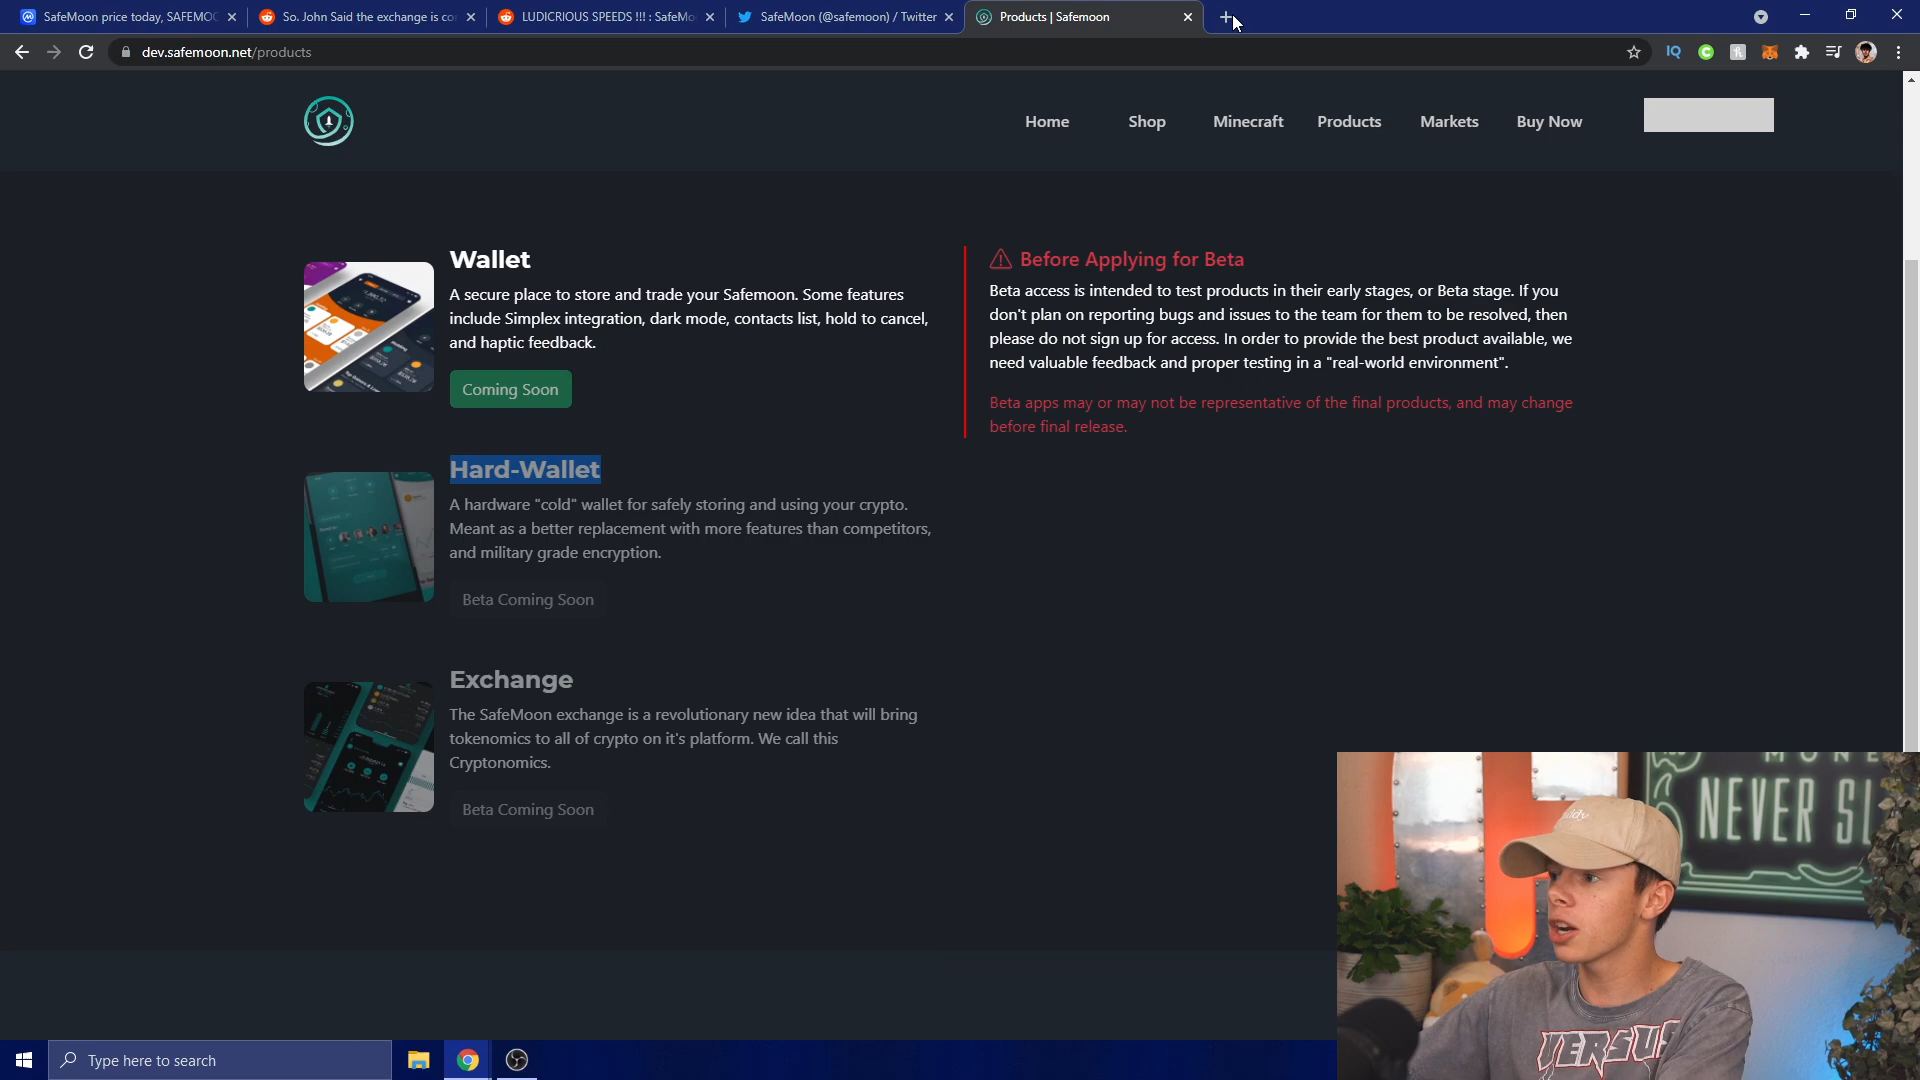 SafeMoon price today, SAFEMO
So. John Said the exchange is co
LUDICRIOUS SPEEDS !!! : SafeMo
SafeMoon (@safemoon) / Twitter
Products | Safemoon
dev.safemoon.net/products
IQ
Home
Shop
Minecraft
Products
Markets
Buy Now
Wallet
A secure place to store and trade your Safemoon. Some features
include Simplex integration, dark mode, contacts list, hold to cancel,
and haptic feedback.
Coming Soon
Before Applying for Beta
Beta access is intended to test products in their early stages, or Beta stage. If you
don't plan on reporting bugs and issues to the team for them to be resolved, then
please do not sign up for access. In order to provide the best product available, we
need valuable feedback and proper testing in a "real-world environment".
Beta apps may or may not be representative of the final products, and may change
before final release.
Hard-Wallet
A hardware "cold" wallet for safely storing and using your crypto.
Meant as a better replacement with more features than competitors,
and military grade encryption.
Beta Coming Soon
Exchange
The SafeMoon exchange is a revolutionary new idea that will bring
tokenomics to all of crypto on it's platform. We call this
Cryptonomics.
Beta Coming Soon
NEVER SL
VERSUS
Type here to search